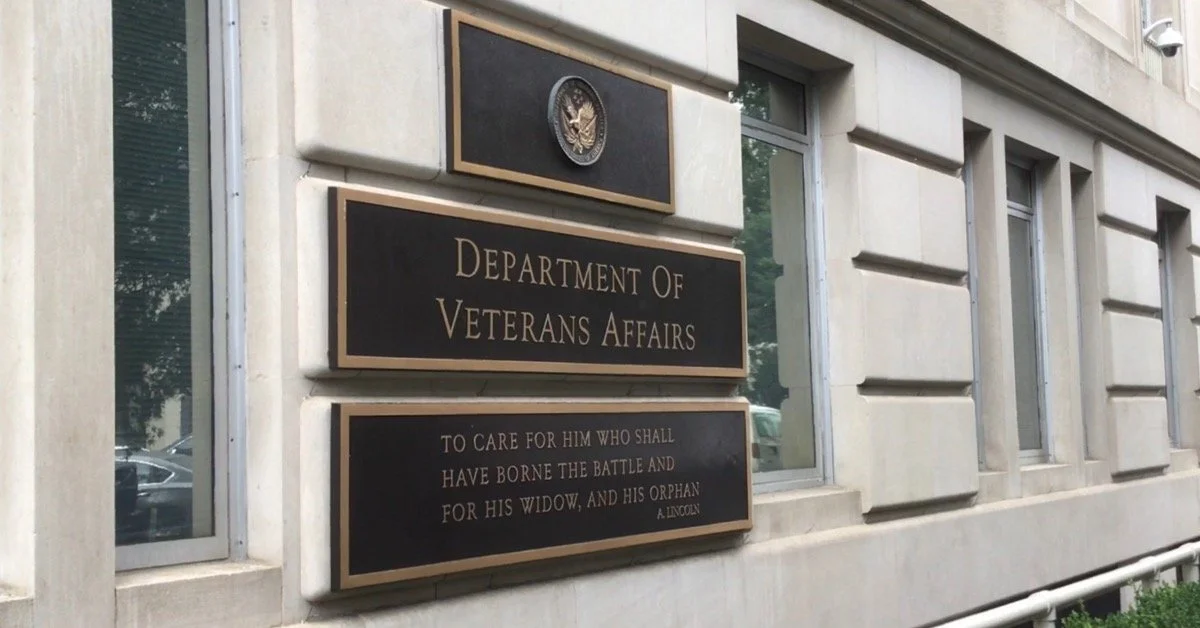 DEPARTMENT OF
VETERANS AFFAIRS
TO CARE FOR HIM WHO SHALL
HAVE BORNE THE BATTLE AND
FOR HIS WIDOW, AND HIS ORPHAN
A. LINCOLN